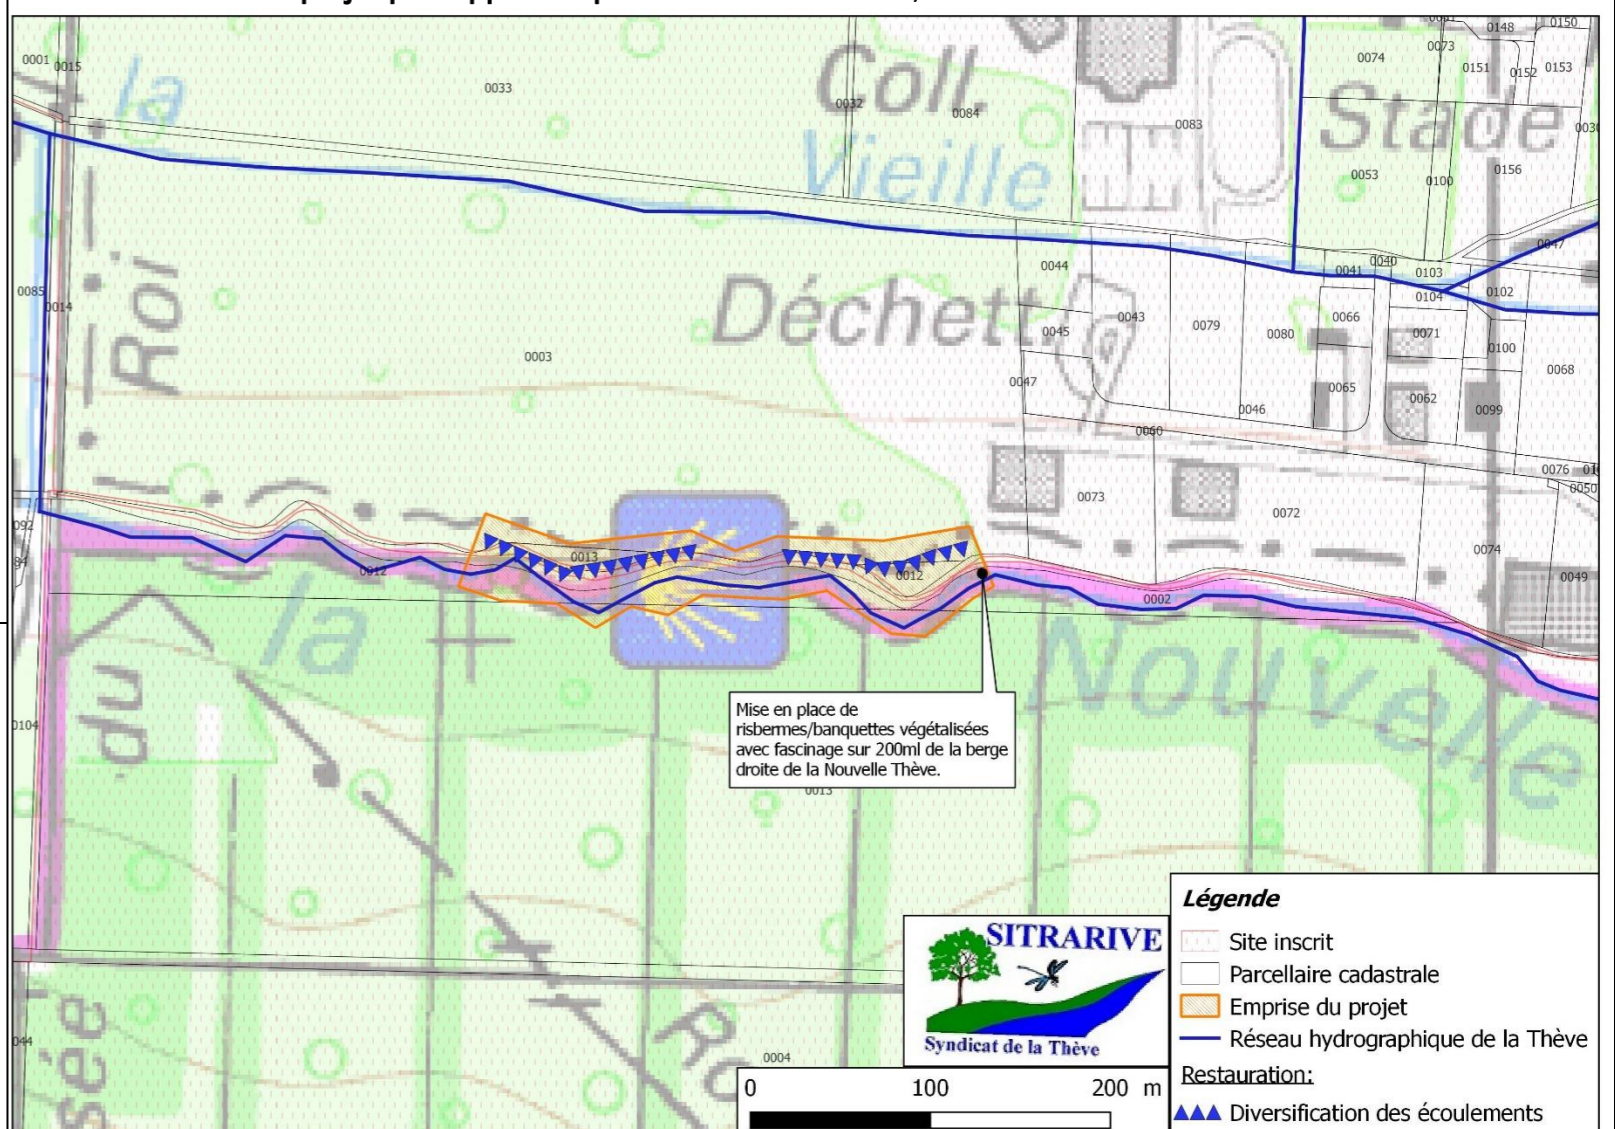 0001
0015
la
0033
Coll.
0032
0084
Vieille
0083
0074
0073
0148
0150
0151
0152
0153
Stade
0053
0100
0156
0047
0085
0014
Roi
0003
Déchett.
0044
0045
0043
0047
0079
0080
0041
0040
0103
0104
0102
0066
0071
0100
0068
0065
0062
0099
0046
0060
0076
0050
0073
0072
0074
0049
0012
0013
0012
0002
du
la
Nouvelle
0104
Mise en place de
risbermes/banquettes végétalisées
avec fascinage sur 200ml de la berge
droite de la Nouvelle Thève.
0013
0004
sée
Ro
SITRARIVE
Syndicat de la Thève
0 100 200 m
Légende
Site inscrit
Parcellaire cadastrale
Emprise du projet
Réseau hydrographique de la Thève
Restauration:
Diversification des écoulements